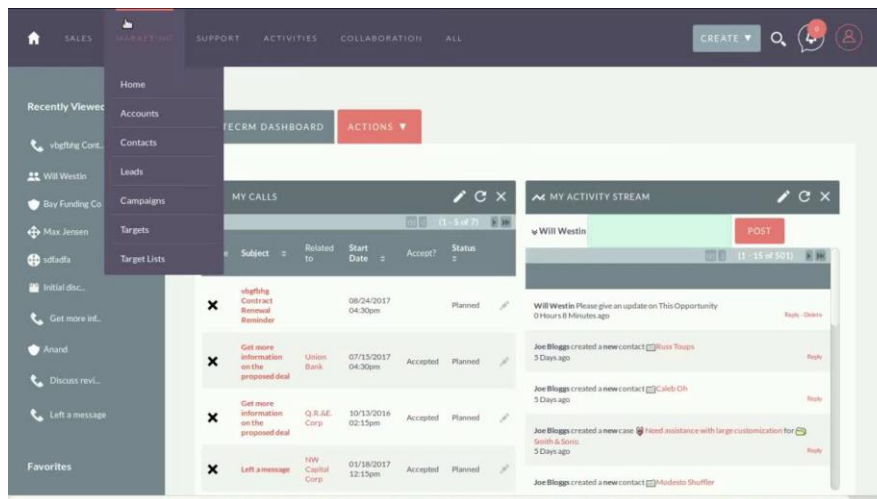 SALES
MARKETING
SUPPORT
ACTIVITIES
COLLABORATION
ALL
CREATE ▼
0
Home
Accounts
Contacts
Leads
Campaigns
Targets
Target Lists
Recently Viewed
vbgfbhg Cont..
Will Westin
Bay Funding Co
Max Jensen
sdfadfa
Initial disc..
Get more inf..
Anand
Discuss revi..
Left a message
Favorites
TECRM DASHBOARD
ACTIONS ▼
MY CALLS
(1 - 5 of 7)
Subject
Related
to
Start
Date
Accept?
Status
vbgfbhg
Contract
Renewal
Reminder
08/24/2017
04:30pm
Planned
Get more
information
on the
proposed deal
Union
Bank
07/15/2017
04:30pm
Accepted
Planned
Get more
information
on the
proposed deal
Q.R.&E.
Corp
10/13/2016
02:15pm
Accepted
Planned
Left a message
NW
Capital
Corp
01/18/2017
12:15pm
Accepted
Planned
MY ACTIVITY STREAM
Will Westin
POST
(1 - 15 of 501)
Will Westin Please give an update on This Opportunity
0 Hours 8 Minutes ago
Reply - Delete
Joe Bloggs created a new contact Russ Toups
5 Days ago
Reply
Joe Bloggs created a new contact Caleb Oh
5 Days ago
Reply
Joe Bloggs created a new case Need assistance with large customization for
Smith & Sons
5 Days ago
Reply
Joe Bloggs created a new contact Modesto Shuffler